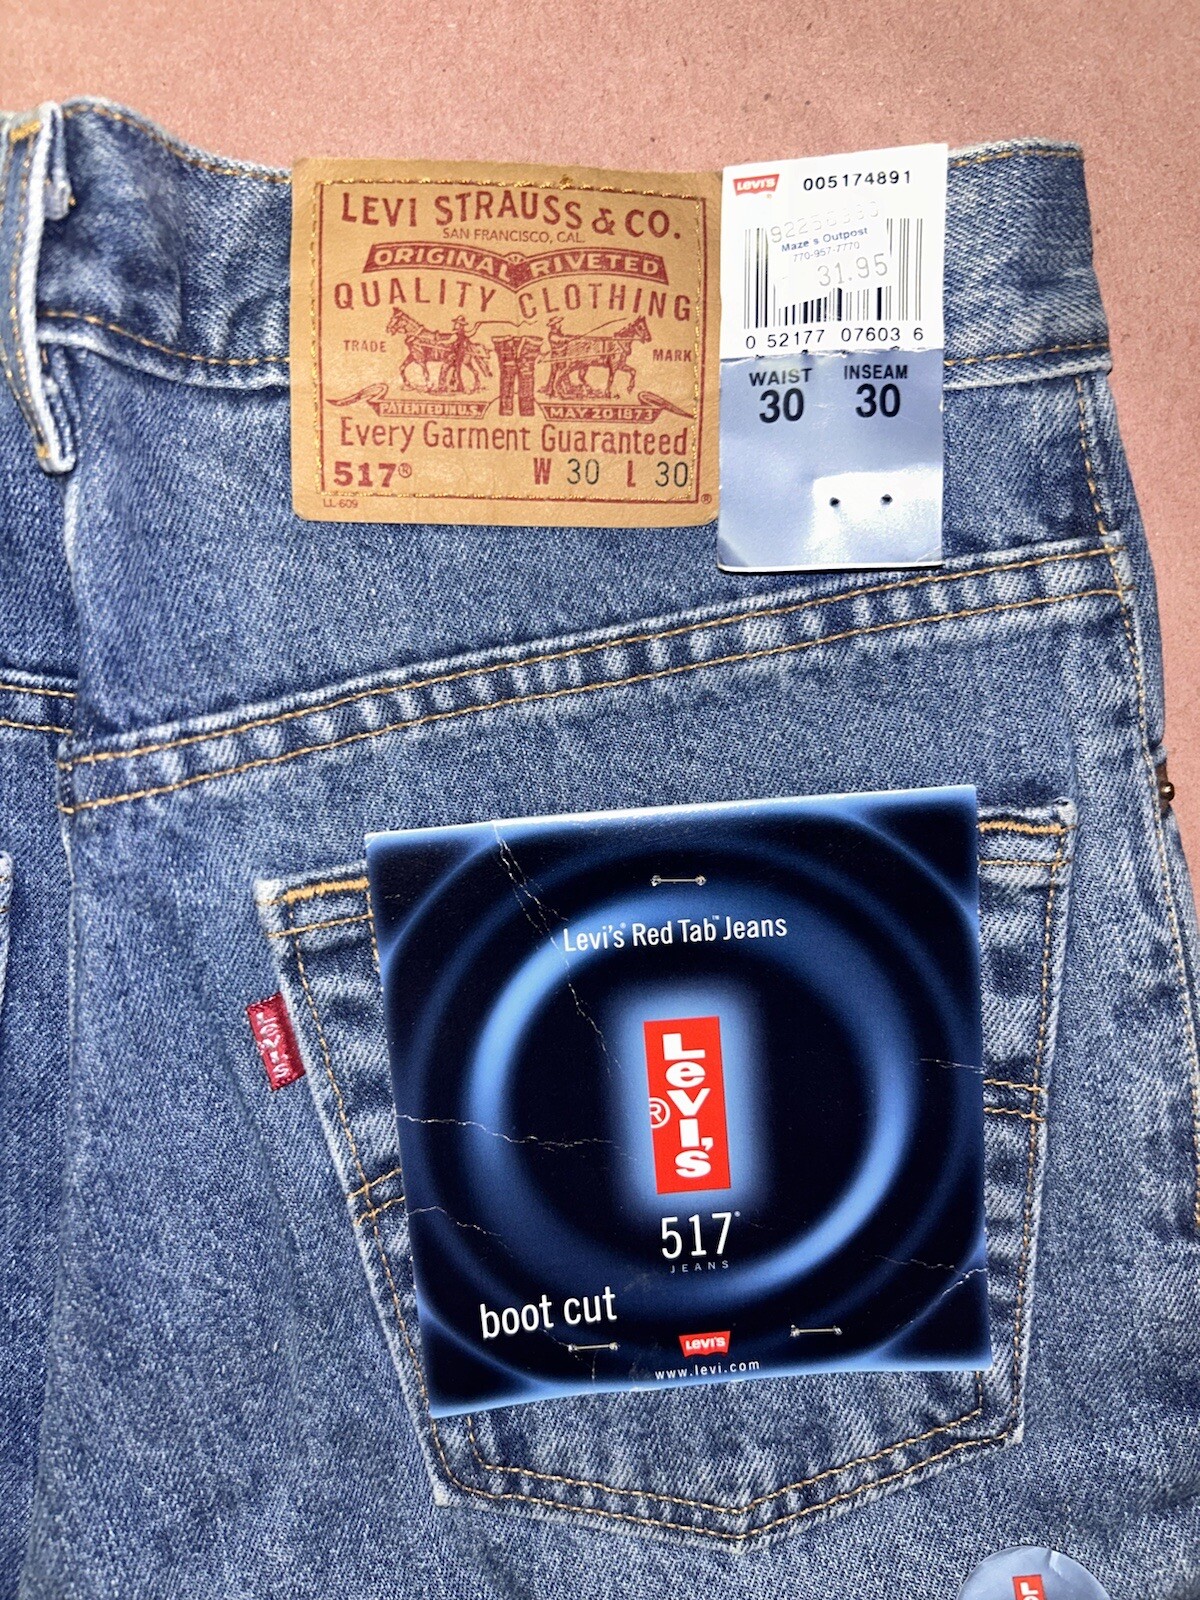 LEVI STRAUSS & CO.
SAN FRANCISCO, CAL.
ORIGINAL RIVETED
QUALITY CLOTHING
TRADE MARK
PATENTED IN U.S. MAY 20 1873
Every Garment Guaranteed
517® W 30 L 30
LL-609 ®
Levi's 005174891
Maze s Outpost
770-957-7770
31.95
0 52177 07603 6
WAIST INSEAM
30 30
Levi's® Red Tab™ Jeans
LEVI'S
Levi's
®
517®
JEANS
boot cut
Levi's
www.levi.com